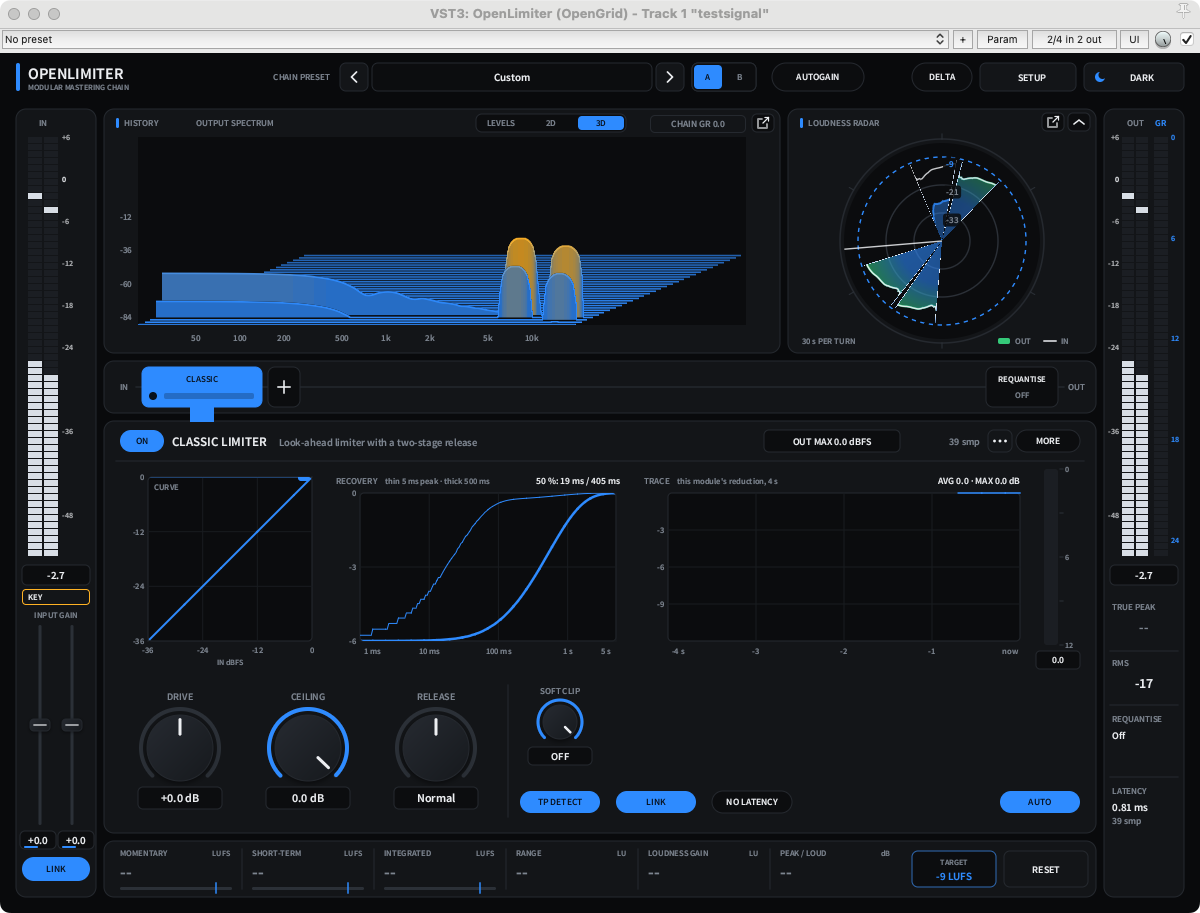 VST3: OpenLimiter (OpenGrid) - Track 1 "testsignal"
No preset
+
Param
2/4 in 2 out
UI
OPENLIMITER
MODULAR MASTERING CHAIN
CHAIN PRESET
Custom
A
B
AUTOGAIN
DELTA
SETUP
DARK
IN
+6
0
-6
-12
-18
-24
-36
-48
-2.7
KEY
INPUT GAIN
+0.0
+0.0
LINK
HISTORY
OUTPUT SPECTRUM
LEVELS
2D
3D
CHAIN GR 0.0
-12
-36
-60
-84
50
100
200
500
1k
2k
5k
10k
LOUDNESS RADAR
-9
-21
-33
30 s PER TURN
OUT
IN
OUT
GR
+6
0
-6
-12
-18
-24
-36
-48
0
6
12
18
24
-2.7
TRUE PEAK
--
RMS
-17
REQUANTISE
Off
LATENCY
0.81 ms
39 smp
IN
CLASSIC
+
REQUANTISE
OFF
OUT
ON
CLASSIC LIMITER
Look-ahead limiter with a two-stage release
OUT MAX 0.0 dBFS
39 smp
•••
MORE
CURVE
0
-12
-24
-36
-36
-24
-12
0
IN dBFS
RECOVERY
thin 5 ms peak · thick 500 ms
50 %: 19 ms / 405 ms
0
-3
-6
1 ms
10 ms
100 ms
1 s
5 s
TRACE
this module's reduction, 4 s
AVG 0.0 · MAX 0.0 dB
-3
-6
-9
-4 s
-3
-2
-1
now
0
6
12
0.0
DRIVE
+0.0 dB
CEILING
0.0 dB
RELEASE
Normal
SOFT CLIP
OFF
TP DETECT
LINK
NO LATENCY
AUTO
MOMENTARY
LUFS
--
SHORT-TERM
LUFS
--
INTEGRATED
LUFS
--
RANGE
LU
--
LOUDNESS GAIN
LU
--
PEAK / LOUD
dB
--
TARGET
-9 LUFS
RESET